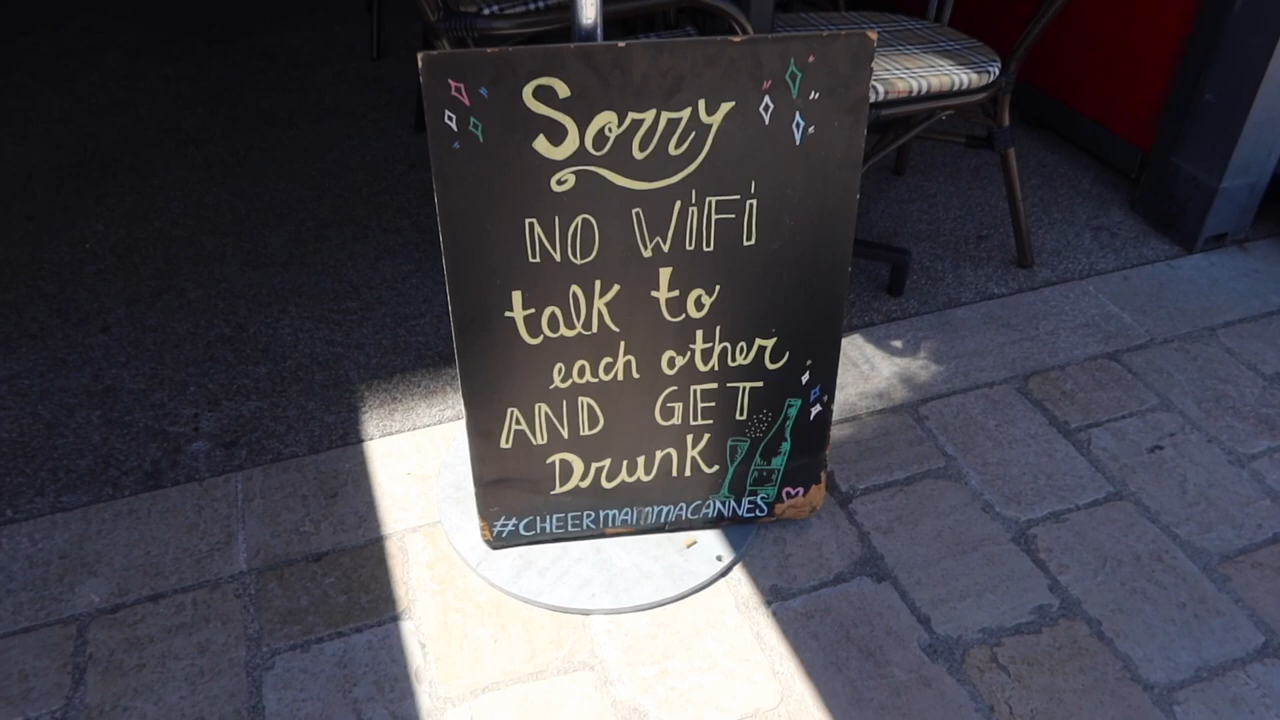 Sorry
NO WiFi
talk to
each other
AND GET
Drunk
#CHEERMAMMACANNES